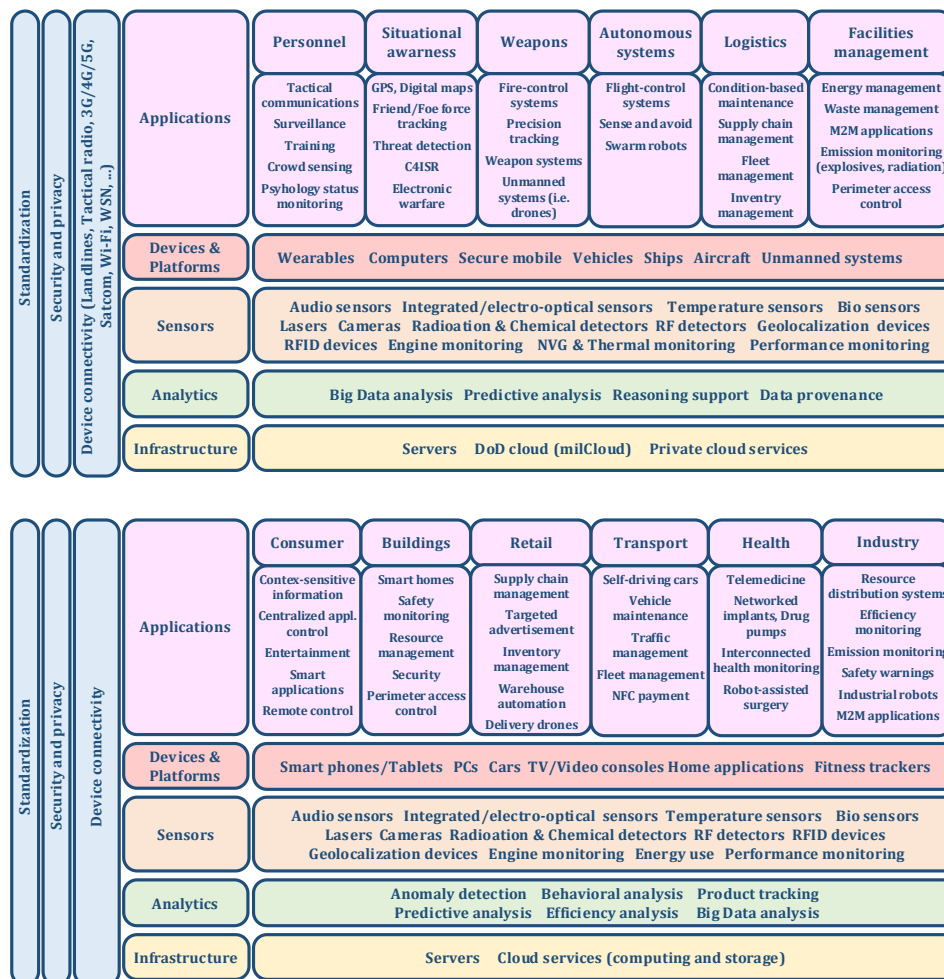 Standardization
Security and privacy
Device connectivity (Landlines, Tactical radio, 3G/4G/5G,
Satcom, Wi-Fi, WSN, ...)
Applications
Personnel
Tactical
communications
Surveillance
Training
Crowd sensing
Psyhology status
monitoring
Situational
awarness
GPS, Digital maps
Friend/Foe force
tracking
Threat detection
C4ISR
Electronic
warfare
Weapons
Fire-control
systems
Precision
tracking
Weapon systems
Unmanned
systems (i.e.
drones)
Autonomous
systems
Flight-control
systems
Sense and avoid
Swarm robots
Logistics
Condition-based
maintenance
Supply chain
management
Fleet
management
Inventry
management
Facilities
management
Energy management
Waste management
M2M applications
Emission monitoring
(explosives, radiation)
Perimeter access
control
Devices &
Platforms
Wearables Computers Secure mobile Vehicles Ships Aircraft Unmanned systems
Sensors
Audio sensors Integrated/electro-optical sensors Temperature sensors Bio sensors
Lasers Cameras Radioation & Chemical detectors RF detectors Geolocalization devices
RFID devices Engine monitoring NVG & Thermal monitoring Performance monitoring
Analytics
Big Data analysis Predictive analysis Reasoning support Data provenance
Infrastructure
Servers DoD cloud (milCloud) Private cloud services
Standardization
Security and privacy
Device connectivity
Applications
Consumer
Contex-sensitive
information
Centralized appl.
control
Entertainment
Smart
applications
Remote control
Buildings
Smart homes
Safety
monitoring
Resource
management
Security
Perimeter access
control
Retail
Supply chain
management
Targeted
advertisement
Inventory
management
Warehouse
automation
Delivery drones
Transport
Self-driving cars
Vehicle
maintenance
Traffic
management
Fleet management
NFC payment
Health
Telemedicine
Networked
implants, Drug
pumps
Interconnected
health monitoring
Robot-assisted
surgery
Industry
Resource
distribution systems
Efficiency
monitoring
Emission monitoring
Safety warnings
Industrial robots
M2M applications
Devices &
Platforms
Smart phones/Tablets PCs Cars TV/Video consoles Home applications Fitness trackers
Sensors
Audio sensors Integrated/electro-optical sensors Temperature sensors Bio sensors
Lasers Cameras Radioation & Chemical detectors RF detectors RFID devices
Geolocalization devices Engine monitoring Energy use Performance monitoring
Analytics
Anomaly detection Behavioral analysis Product tracking
Predictive analysis Efficiency analysis Big Data analysis
Infrastructure
Servers Cloud services (computing and storage)